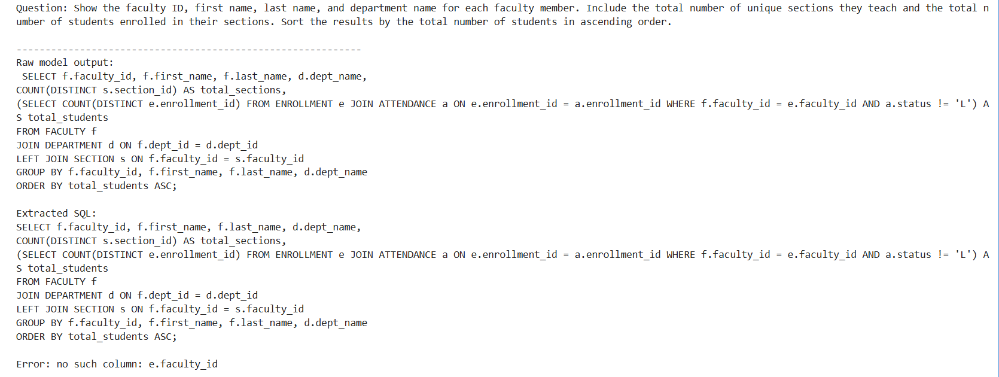 Question: Show the faculty ID, first name, last name, and department name for each faculty member. Include the total number of unique sections they teach and the total n
umber of students enrolled in their sections. Sort the results by the total number of students in ascending order.
------------------------------------------------------------
Raw model output:
 SELECT f.faculty_id, f.first_name, f.last_name, d.dept_name,
COUNT(DISTINCT s.section_id) AS total_sections,
(SELECT COUNT(DISTINCT e.enrollment_id) FROM ENROLLMENT e JOIN ATTENDANCE a ON e.enrollment_id = a.enrollment_id WHERE f.faculty_id = e.faculty_id AND a.status != 'L') A
S total_students
FROM FACULTY f
JOIN DEPARTMENT d ON f.dept_id = d.dept_id
LEFT JOIN SECTION s ON f.faculty_id = s.faculty_id
GROUP BY f.faculty_id, f.first_name, f.last_name, d.dept_name
ORDER BY total_students ASC;
Extracted SQL:
SELECT f.faculty_id, f.first_name, f.last_name, d.dept_name,
COUNT(DISTINCT s.section_id) AS total_sections,
(SELECT COUNT(DISTINCT e.enrollment_id) FROM ENROLLMENT e JOIN ATTENDANCE a ON e.enrollment_id = a.enrollment_id WHERE f.faculty_id = e.faculty_id AND a.status != 'L') A
S total_students
FROM FACULTY f
JOIN DEPARTMENT d ON f.dept_id = d.dept_id
LEFT JOIN SECTION s ON f.faculty_id = s.faculty_id
GROUP BY f.faculty_id, f.first_name, f.last_name, d.dept_name
ORDER BY total_students ASC;
Error: no such column: e.faculty_id